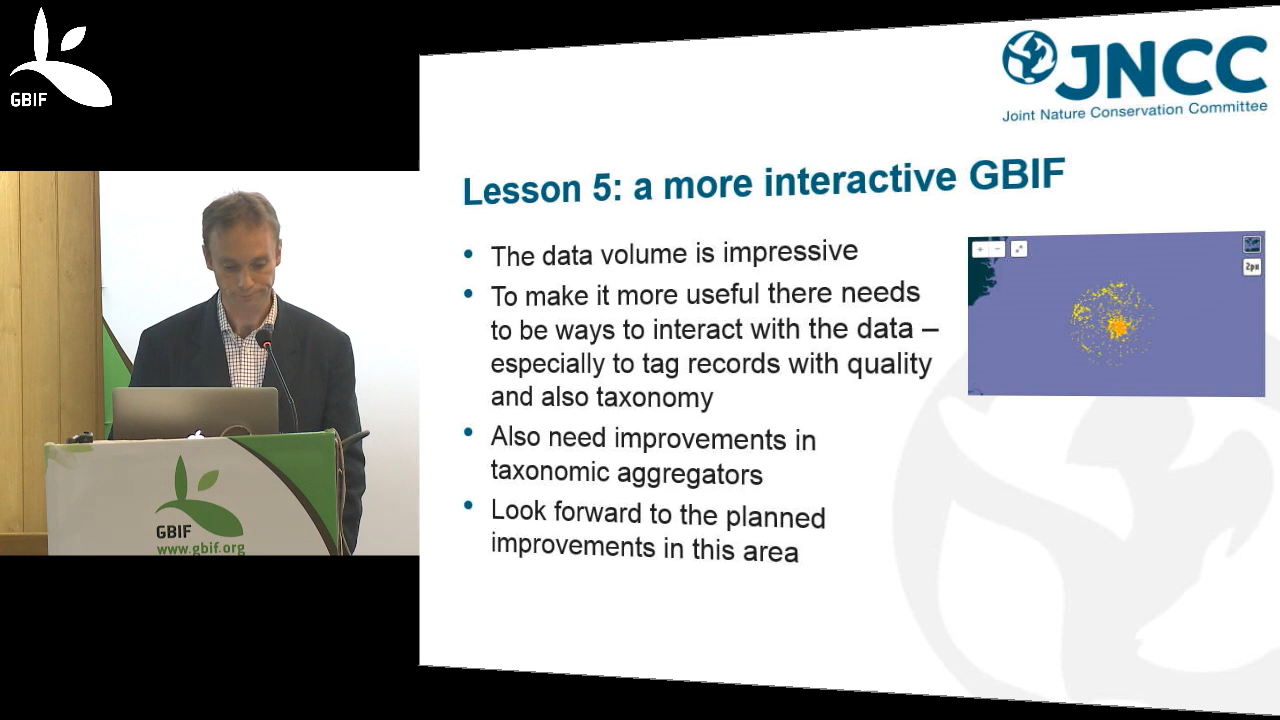 GBIF
JNCC
Joint Nature Conservation Committee
Lesson 5: a more interactive GBIF
• The data volume is impressive
• To make it more useful there needs
to be ways to interact with the data –
especially to tag records with quality
and also taxonomy
• Also need improvements in
taxonomic aggregators
• Look forward to the planned
improvements in this area
2px
GBIF
www.gbif.org